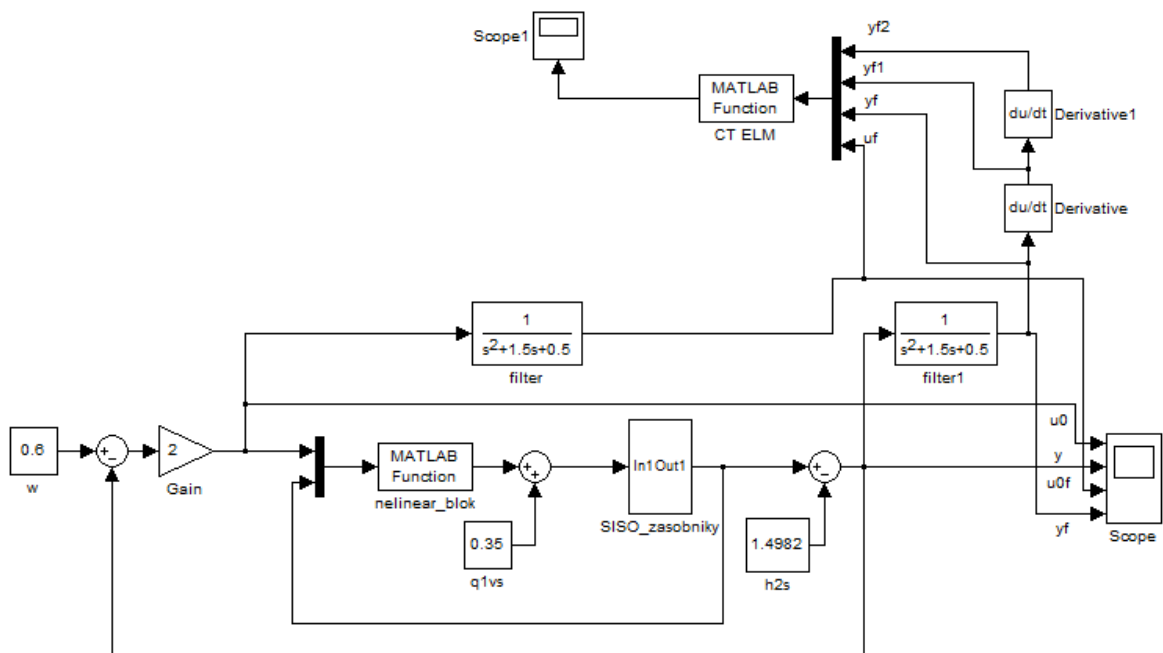 yf2
Scope1
yf1
MATLAB
Function
yf
du/dt
Derivative1
CT ELM
uf
du/dt
Derivative
1
s2+1.5s+0.5
filter
1
s2+1.5s+0.5
filter1
u0
0.6
+
−
2
MATLAB
Function
+
+
In1 Out1
+
−
y
w
Gain
nelinear_blok
u0f
SISO_zasobniky
0.35
1.4982
yf
Scope
q1vs
h2s